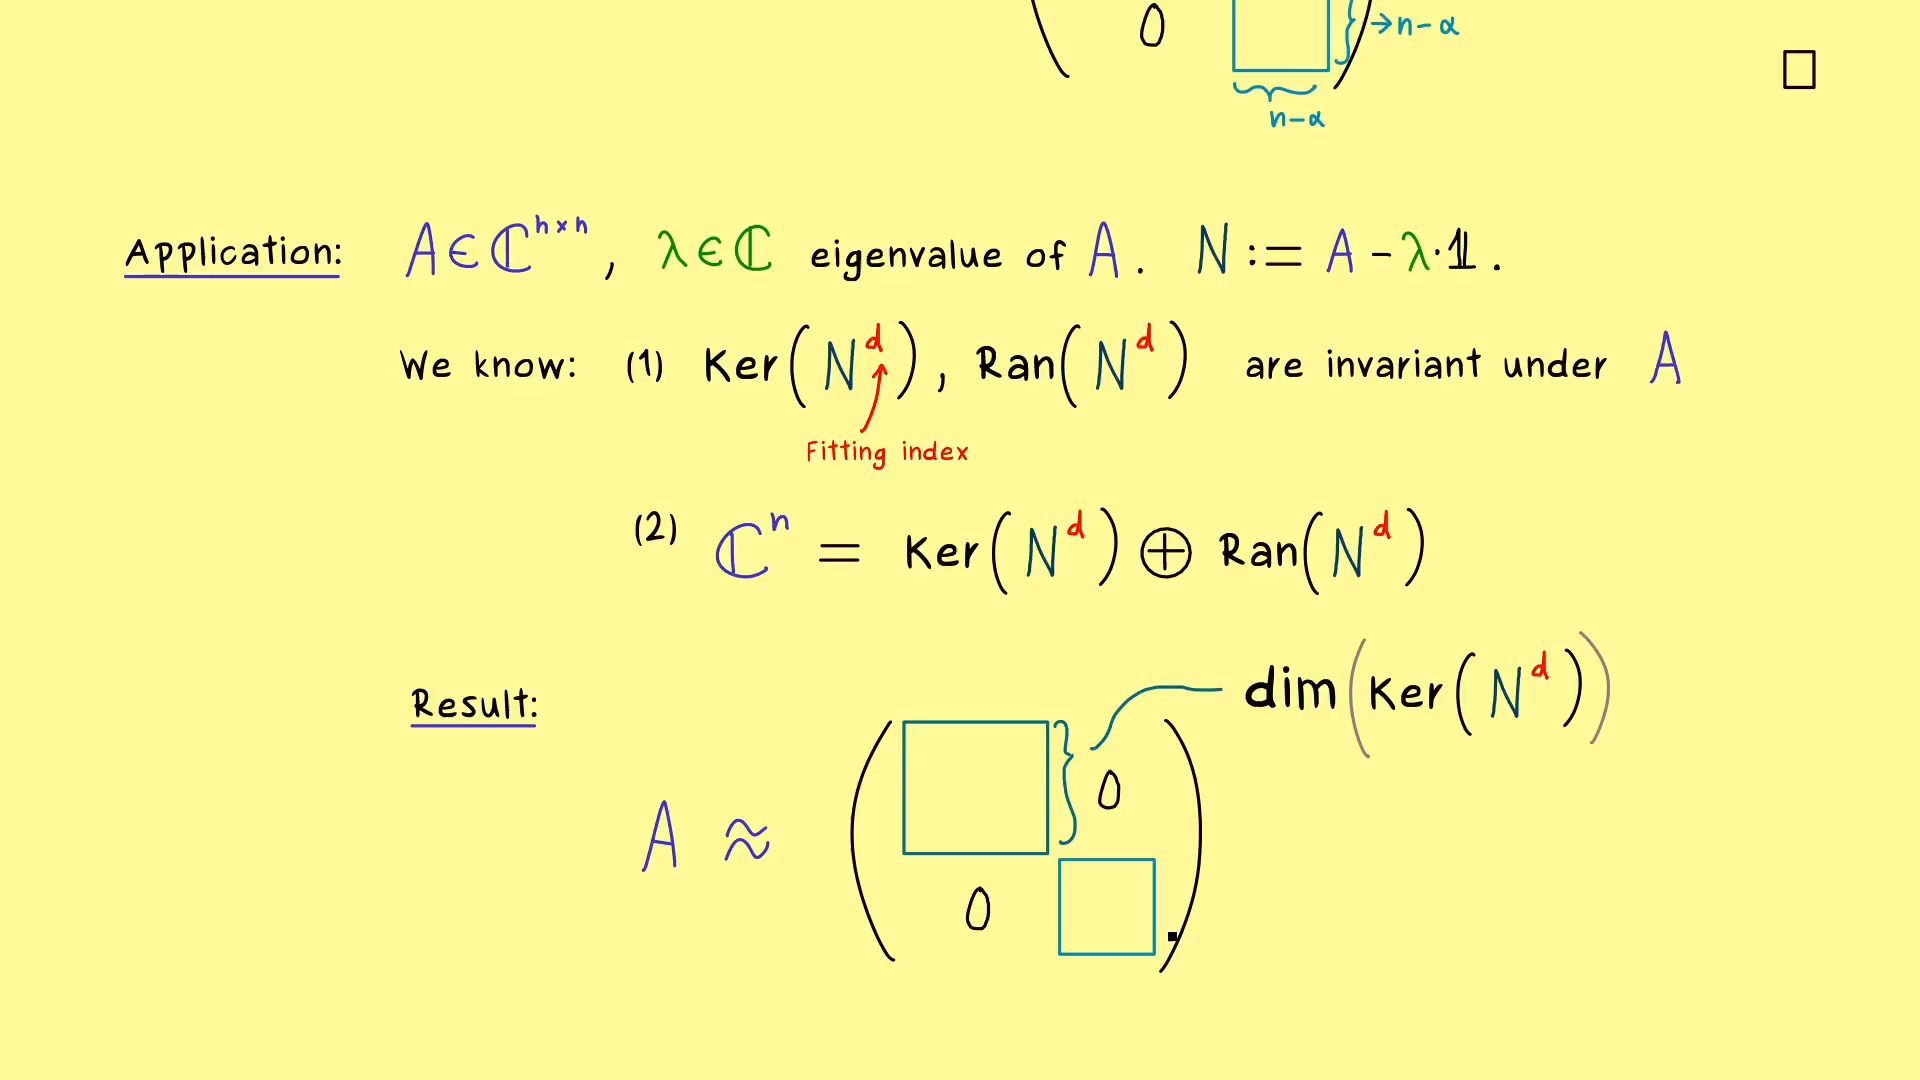 0 → n-α
n-α □
Application: A ∈ ℂⁿˣⁿ, λ ∈ ℂ eigenvalue of A. N := A - λ·𝟙.
We know: (1) Ker(Nᵈ), Ran(Nᵈ) are invariant under A
Fitting index
(2) ℂⁿ = Ker(Nᵈ) ⊕ Ran(Nᵈ)
Result: dim(Ker(Nᵈ))
0
A ≈
0